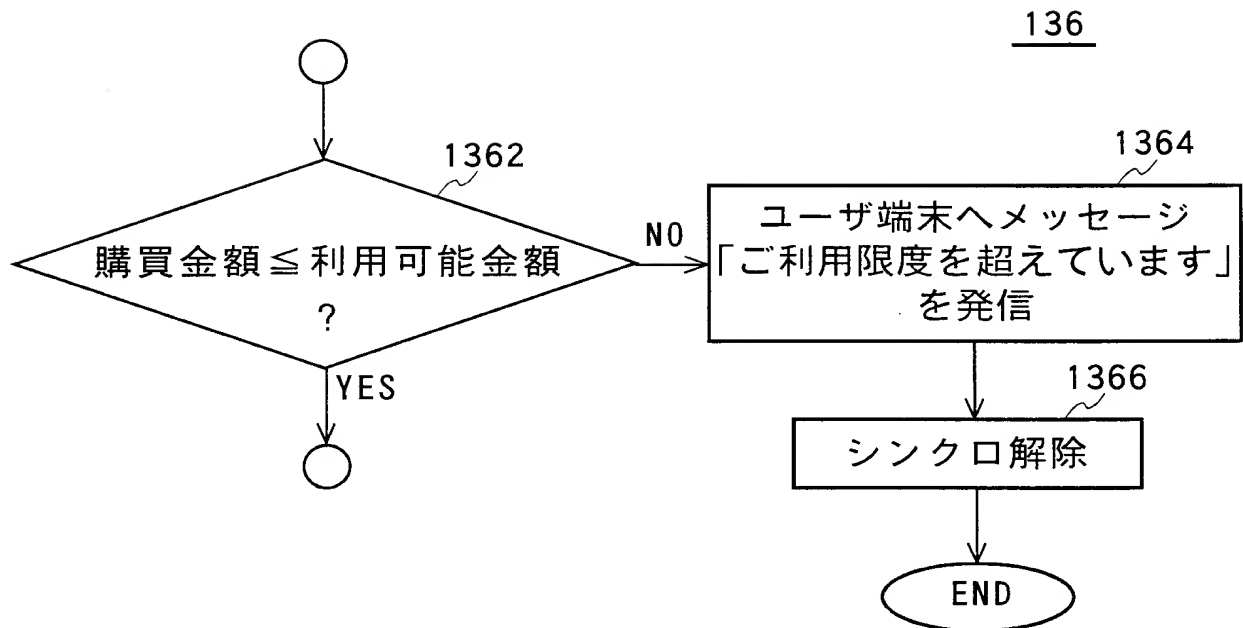 136
1362
購買金額≦利用可能金額
?
YES
NO
1364
ユーザ端末へメッセージ
「ご利用限度を超えています」
を発信
1366
シンクロ解除
END